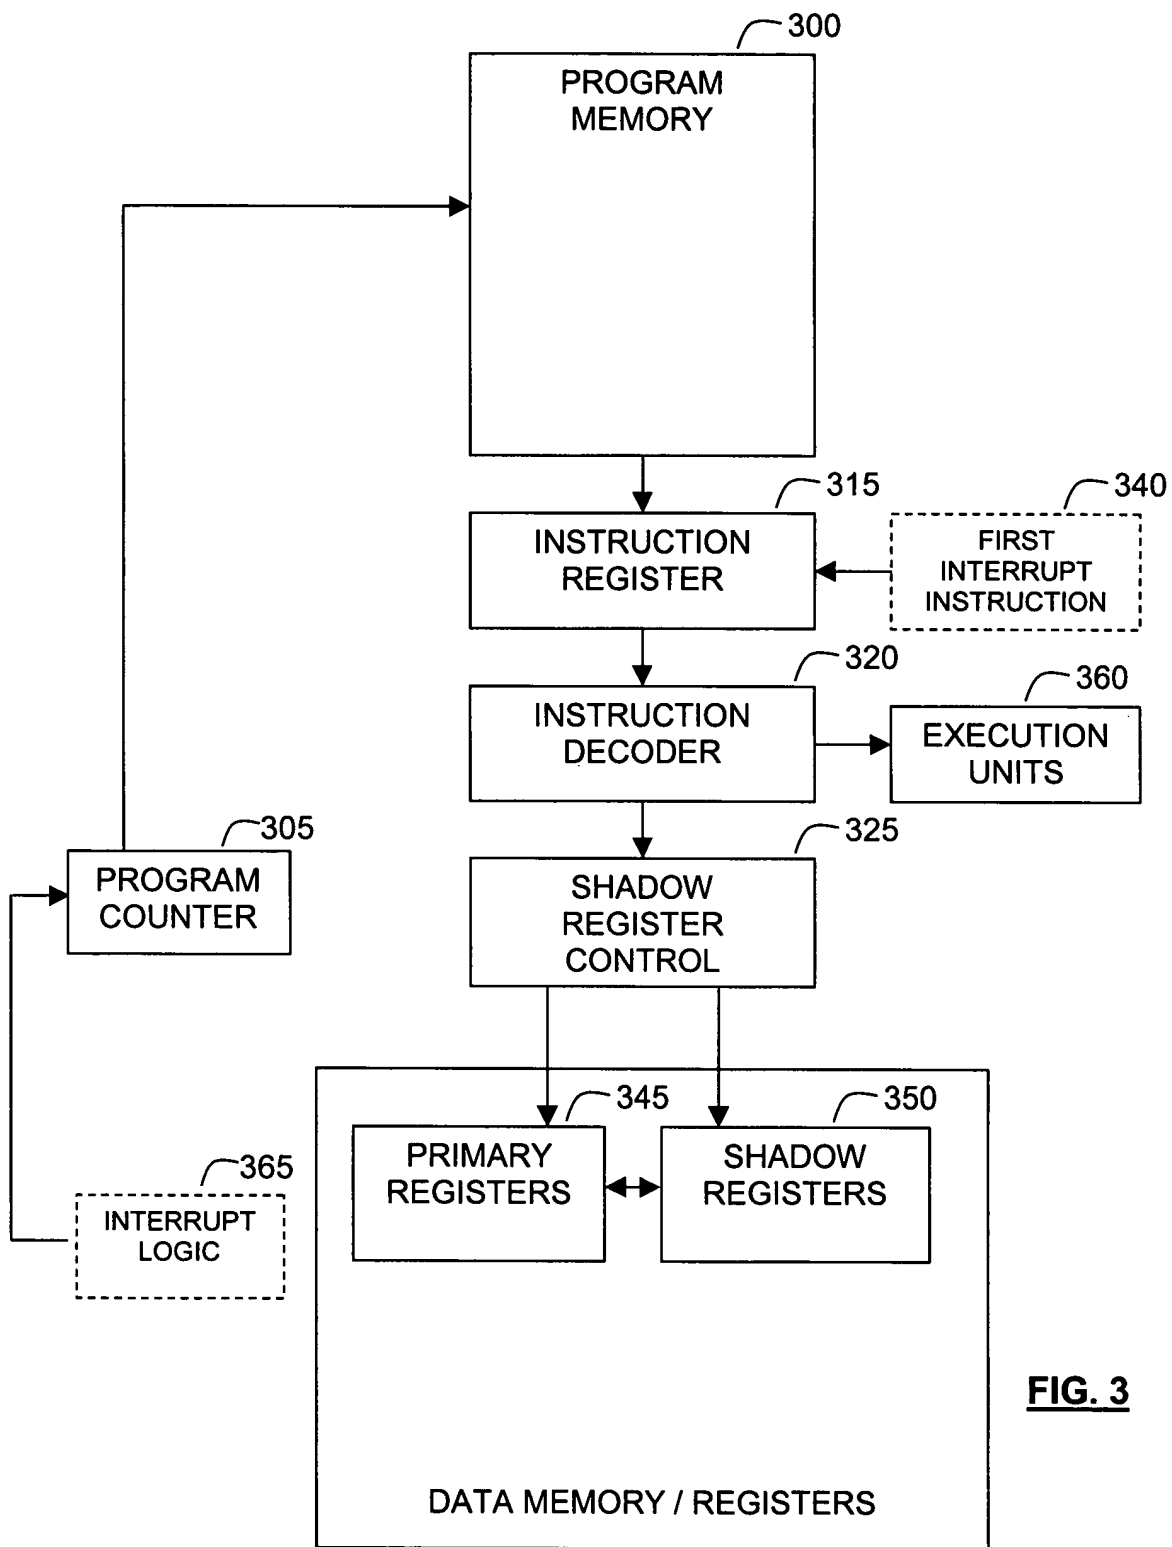 300
PROGRAM
MEMORY
315
340
INSTRUCTION
REGISTER
FIRST
INTERRUPT
INSTRUCTION
320
360
INSTRUCTION
DECODER
EXECUTION
UNITS
305
325
PROGRAM
COUNTER
SHADOW
REGISTER
CONTROL
345
350
PRIMARY
REGISTERS
SHADOW
REGISTERS
365
INTERRUPT
LOGIC
FIG. 3
DATA MEMORY / REGISTERS